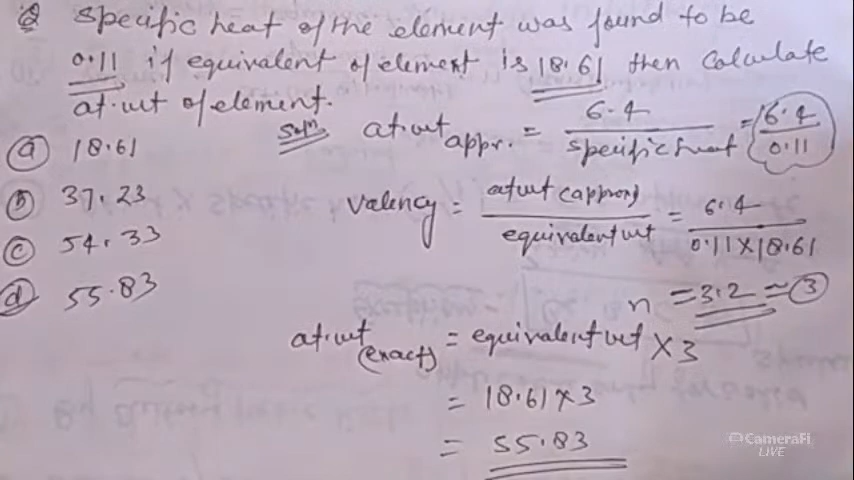 Q specific heat of the element was found to be
0.11 if equivalent of element is 18.61 then calculate
at.wt of element.
(a) 18.61
(b) 37.23
(c) 54.33
(d) 55.83
Soln at.wt appr. = 6.4 / specific heat = 6.4 / 0.11
Valency = at.wt (approx) / equivalent wt = 6.4 / 0.11 × 18.61
n = 3.2 ≈ 3
at.wt (exact) = equivalent wt × 3
= 18.61 × 3
= 55.83
CameraFi
LIVE